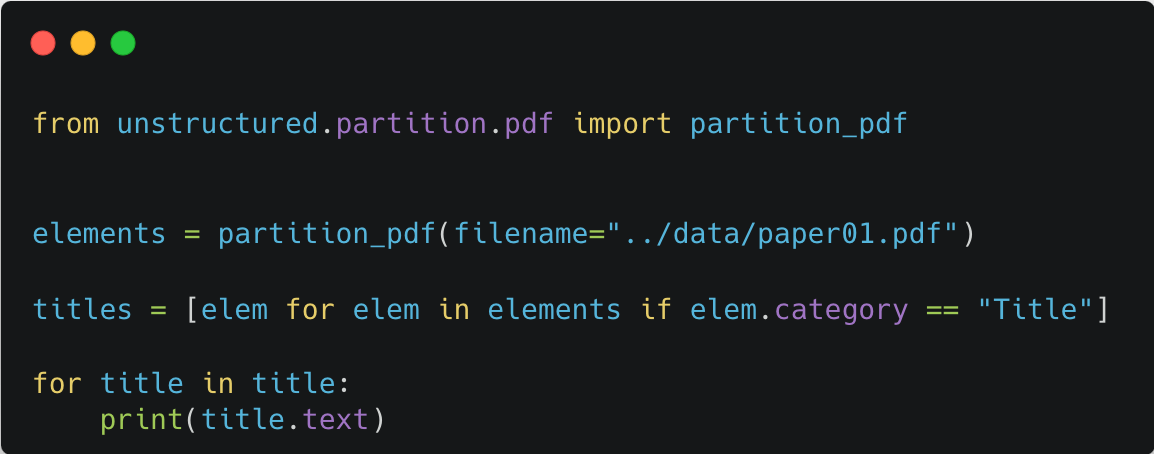 from unstructured.partition.pdf import partition_pdf
elements = partition_pdf(filename="../data/paper01.pdf")
titles = [elem for elem in elements if elem.category == "Title"]
for title in title:
    print(title.text)